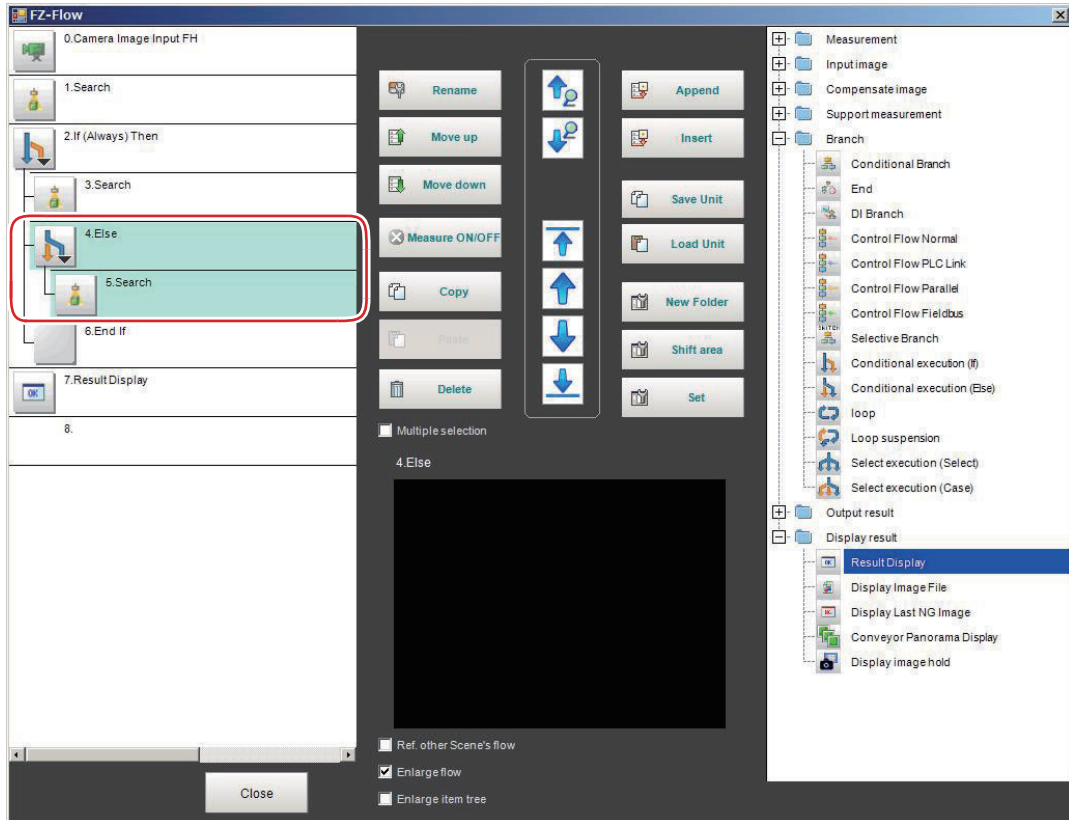 FZ-Flow
0.Camera Image Input FH
1.Search
2.If (Always) Then
3.Search
4.Else
5.Search
6.End If
7.Result Display
OK
8.
Close
Rename
Move up
Move down
Measure ON/OFF
Copy
Paste
Delete
Append
Insert
Save Unit
Load Unit
New Folder
Shift area
Set
Multiple selection
4.Else
Ref. other Scene's flow
Enlarge flow
Enlarge item tree
Measurement
Input image
Compensate image
Support measurement
Branch
Conditional Branch
End
DI Branch
Control Flow Normal
Control Flow PLC Link
Control Flow Parallel
Control Flow Fieldbus
Selective Branch
Conditional execution (If)
Conditional execution (Else)
loop
Loop suspension
Select execution (Select)
Select execution (Case)
Output result
Display result
OK
Result Display
Display Image File
Display Last NG Image
Conveyor Panorama Display
Display image hold